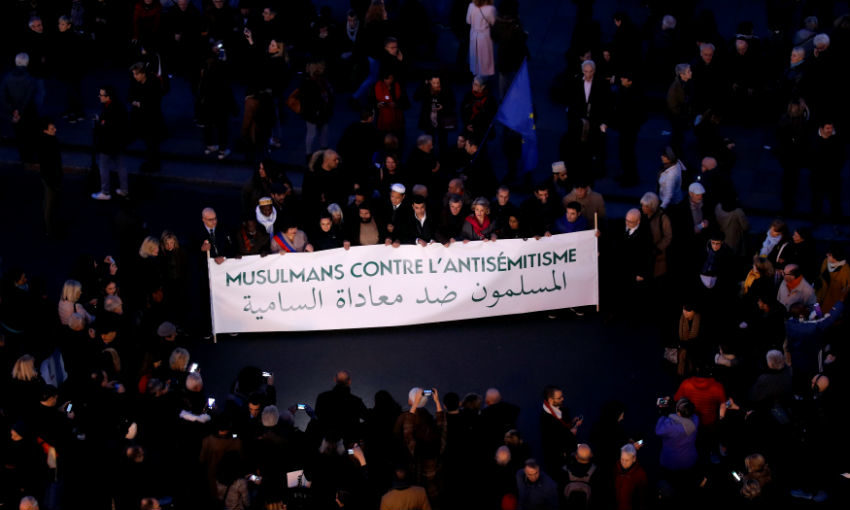 MUSULMANS CONTRE L'ANTISÉMITISME
المسلمون ضد معاداة السامية